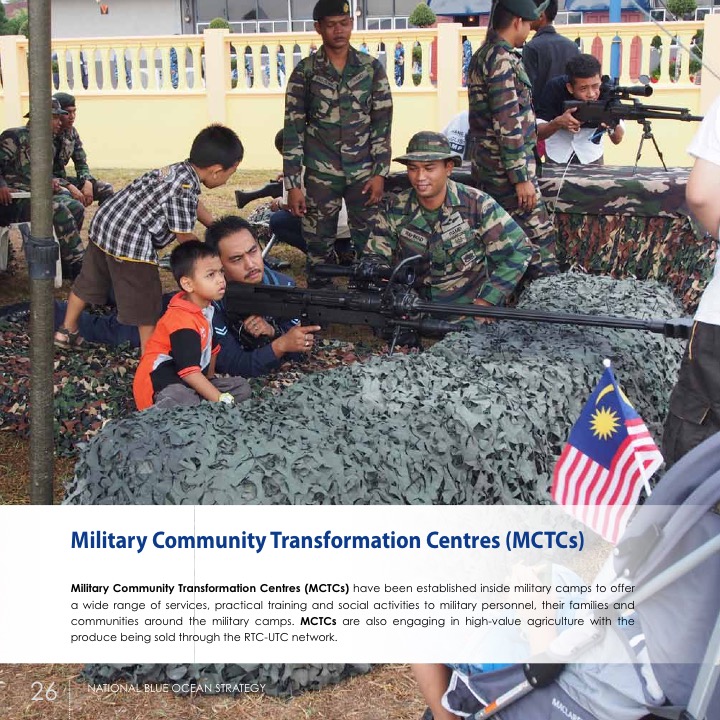 Military Community Transformation Centres (MCTCs)
Military Community Transformation Centres (MCTCs) have been established inside military camps to offer
a wide range of services, practical training and social activities to military personnel, their families and
communities around the military camps. MCTCs are also engaging in high-value agriculture with the
produce being sold through the RTC-UTC network.
26
NATIONAL BLUE OCEAN STRATEGY